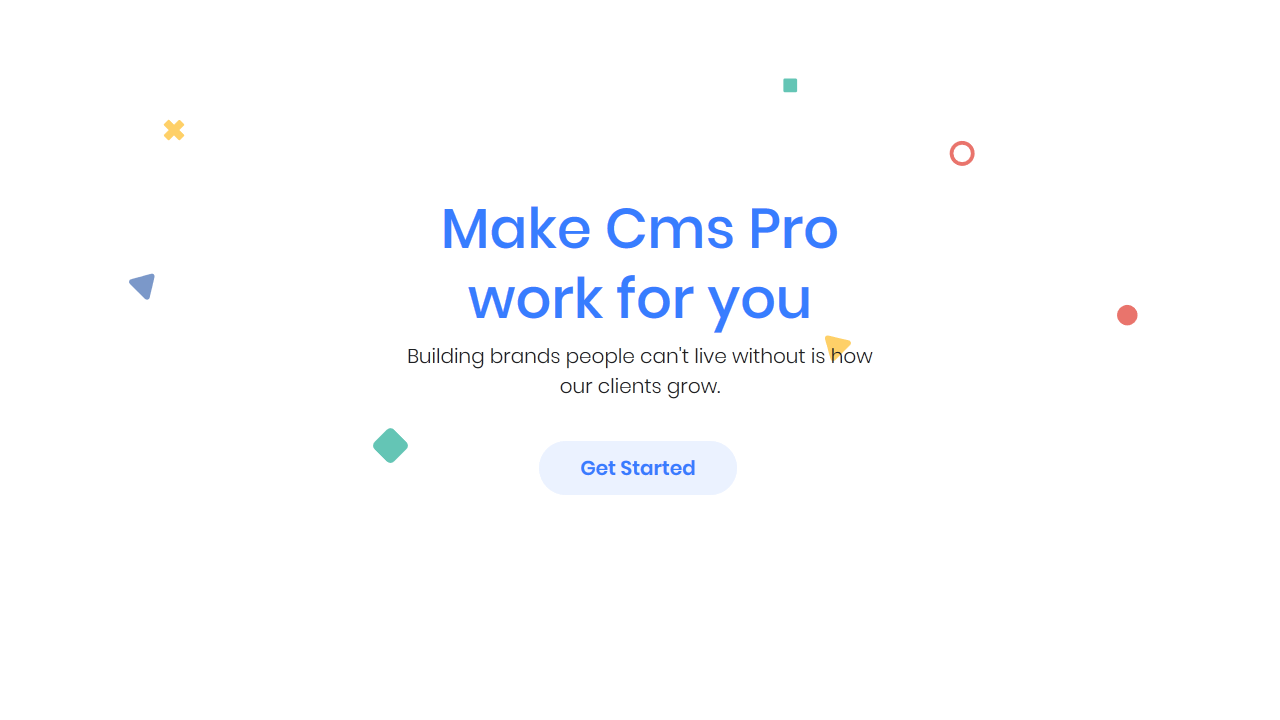 Make Cms Pro
work for you
Building brands people can't live without is how
our clients grow.
Get Started